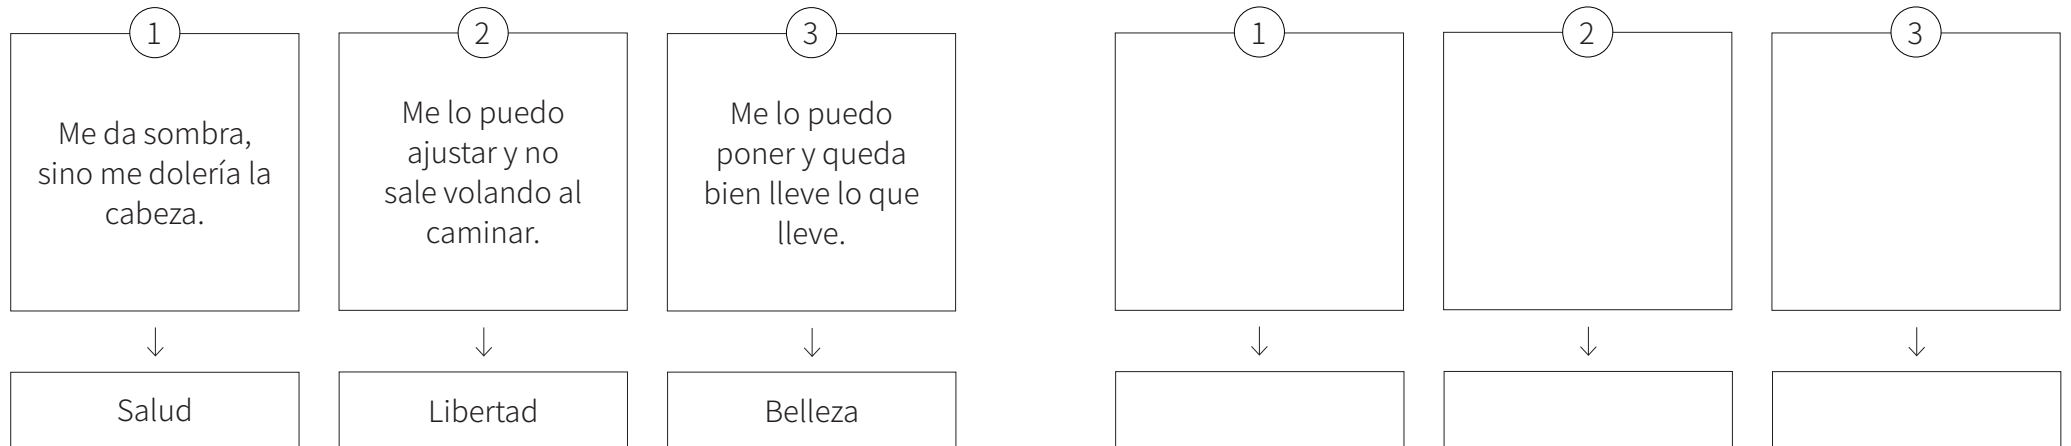 1
Me da sombra,
sino me dolería la
cabeza.
Salud
2
Me lo puedo
ajustar y no
sale volando al
caminar.
Libertad
3
Me lo puedo
poner y queda
bien lleve lo que
lleve.
Belleza
1
2
3